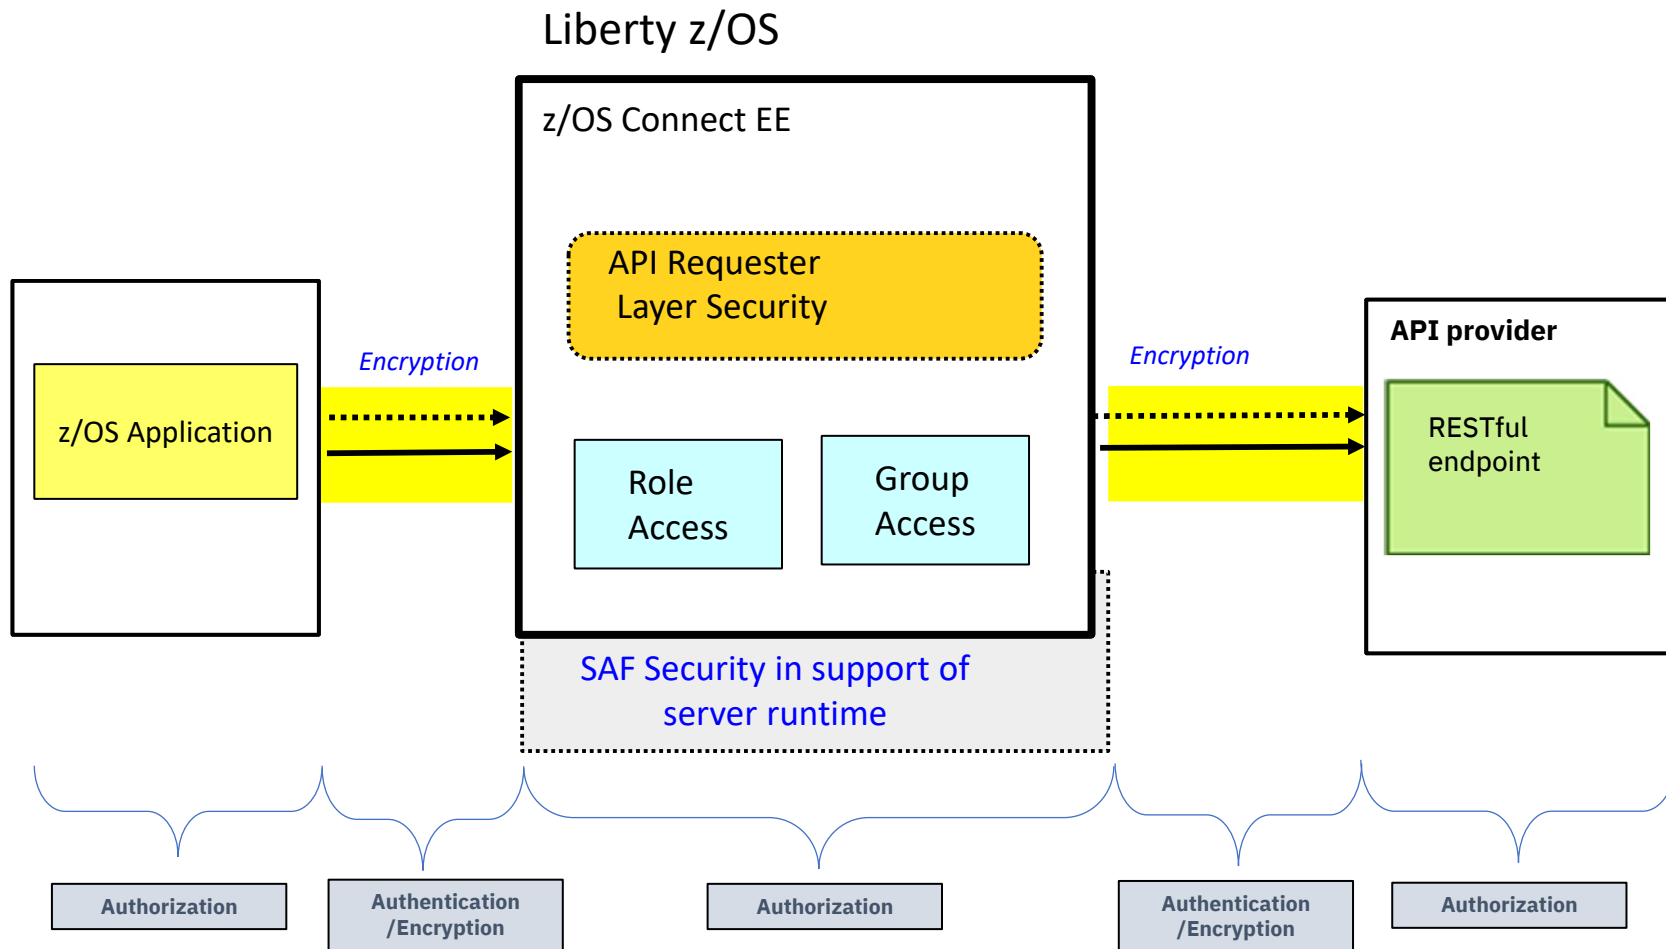 Liberty z/OS
z/OS Connect EE
API Requester
Layer Security
API provider
Encryption
Encryption
z/OS Application
RESTful
endpoint
Role
Access
Group
Access
SAF Security in support of
server runtime
Authorization
Authentication
/Encryption
Authorization
Authentication
/Encryption
Authorization